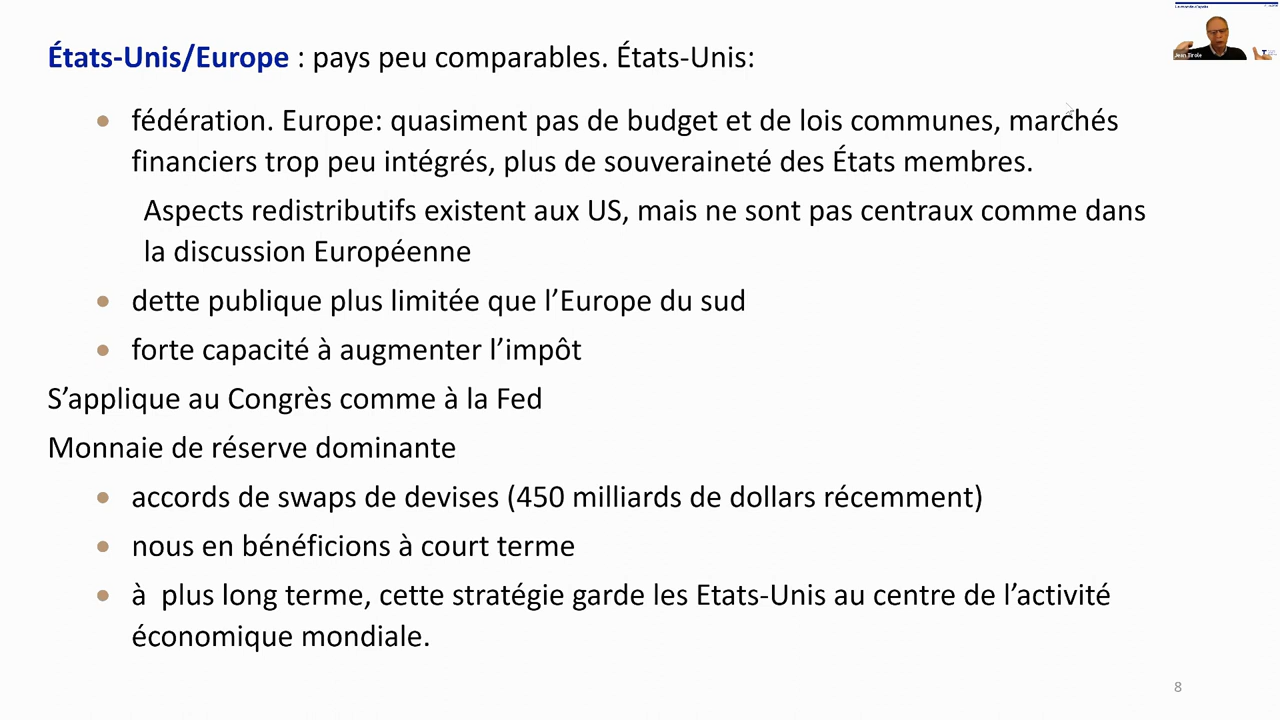 États-Unis/Europe : pays peu comparables. États-Unis:
fédération. Europe: quasiment pas de budget et de lois communes, marchés
financiers trop peu intégrés, plus de souveraineté des États membres.
Aspects redistributifs existent aux US, mais ne sont pas centraux comme dans
la discussion Européenne
dette publique plus limitée que l’Europe du sud
forte capacité à augmenter l’impôt
S’applique au Congrès comme à la Fed
Monnaie de réserve dominante
accords de swaps de devises (450 milliards de dollars récemment)
nous en bénéficions à court terme
à plus long terme, cette stratégie garde les Etats-Unis au centre de l’activité
économique mondiale.
8
Jean Tirole